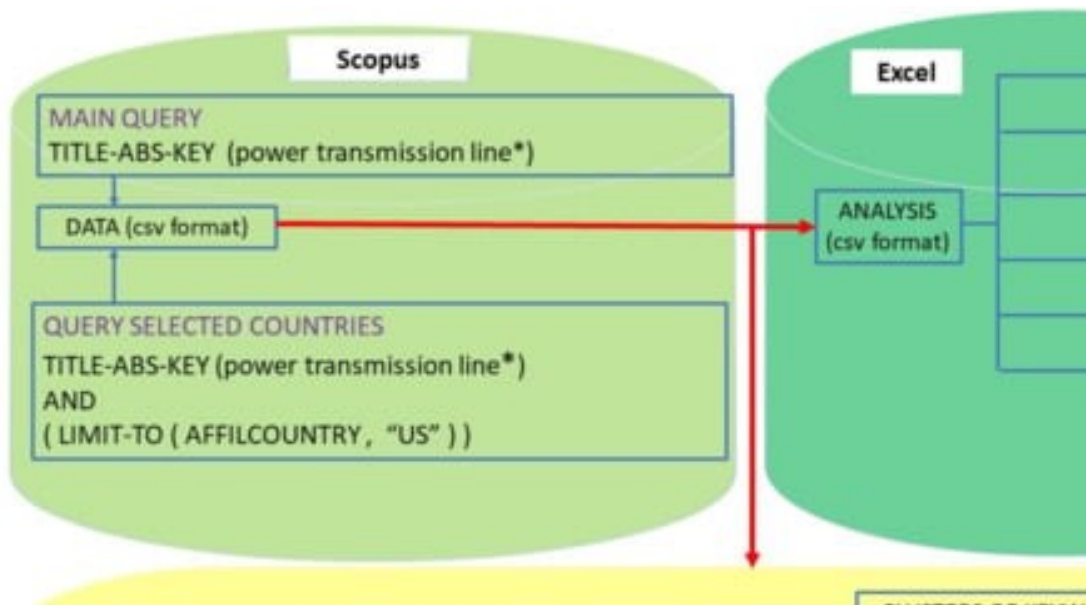 Scopus
MAIN QUERY
TITLE-ABS-KEY (power transmission line*)
DATA (csv format)
QUERY SELECTED COUNTRIES
TITLE-ABS-KEY (power transmission line*)
AND
( LIMIT-TO ( AFFILCOUNTRY , “US” ) )
Excel
ANALYSIS
(csv format)